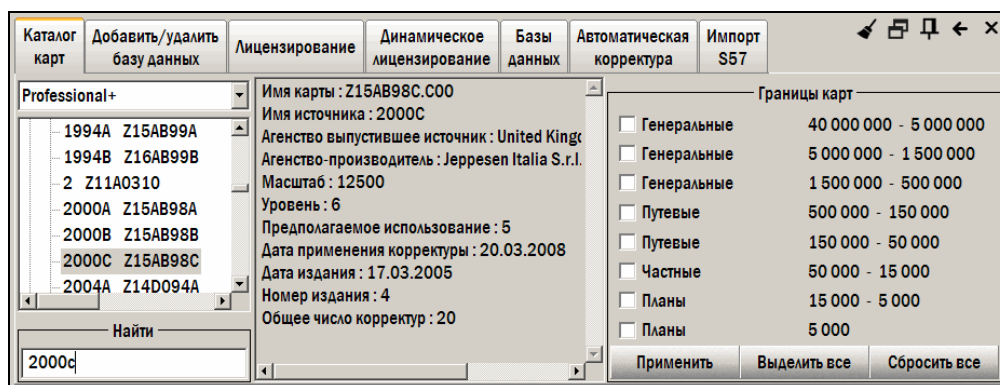 Каталог карт
Добавить/удалить базу данных
Лицензирование
Динамическое лицензирование
Базы данных
Автоматическая корректура
Импорт S57
Professional+
1994A Z15AB99A
1994B Z16AB99B
2 Z11A0310
2000A Z15AB98A
2000B Z15AB98B
2000C Z15AB98C
2004A Z14D094A
Найти
2000c
Имя карты : Z15AB98C.C00
Имя источника : 2000C
Агенство выпустившее источник : United Kingd
Агенство-производитель : Jeppesen Italia S.r.l.
Масштаб : 12500
Уровень : 6
Предполагаемое использование : 5
Дата применения корректуры : 20.03.2008
Дата издания : 17.03.2005
Номер издания : 4
Общее число корректур : 20
Границы карт
Генеральные 40 000 000 - 5 000 000
Генеральные 5 000 000 - 1 500 000
Генеральные 1 500 000 - 500 000
Путевые 500 000 - 150 000
Путевые 150 000 - 50 000
Частные 50 000 - 15 000
Планы 15 000 - 5 000
Планы 5 000
Применить
Выделить все
Сбросить все